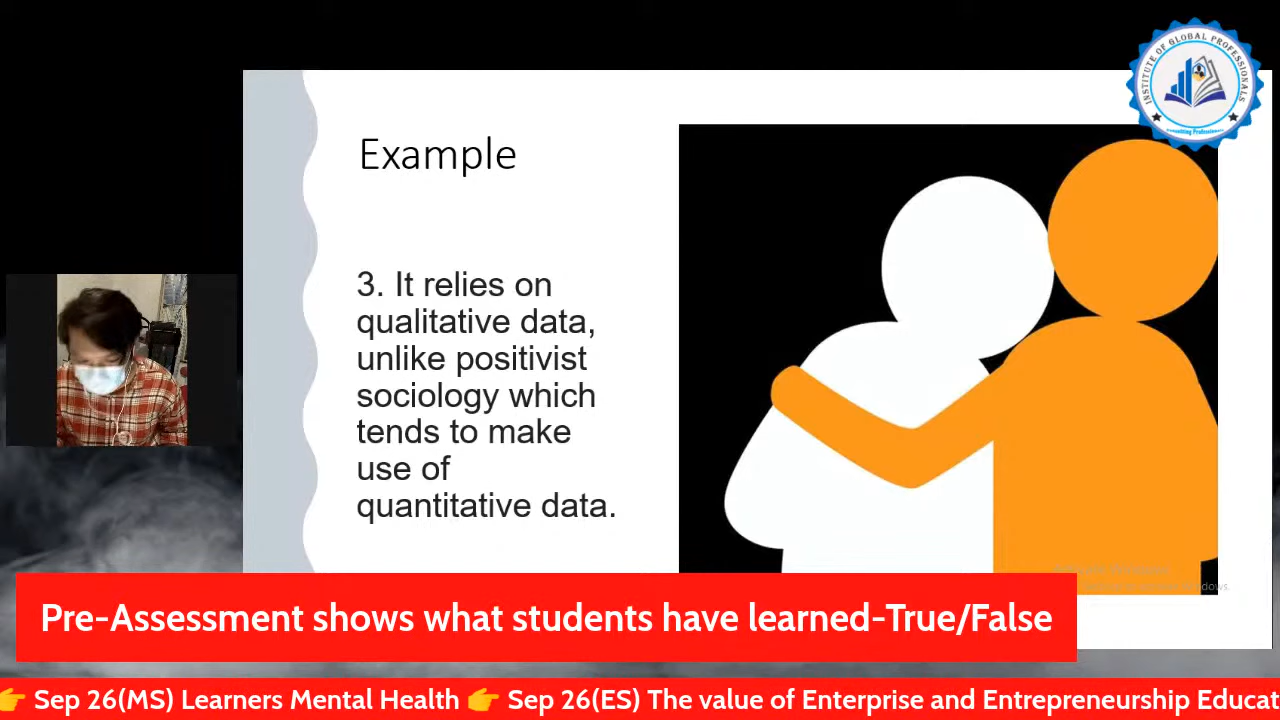 INSTITUTE OF GLOBAL PROFESSIONALS
Example
3. It relies on
qualitative data,
unlike positivist
sociology which
tends to make
use of
quantitative data.
Pre-Assessment shows what students have learned-True/False
👉 Sep 26(MS) Learners Mental Health 👉 Sep 26(ES) The value of Enterprise and Entrepreneurship Educat